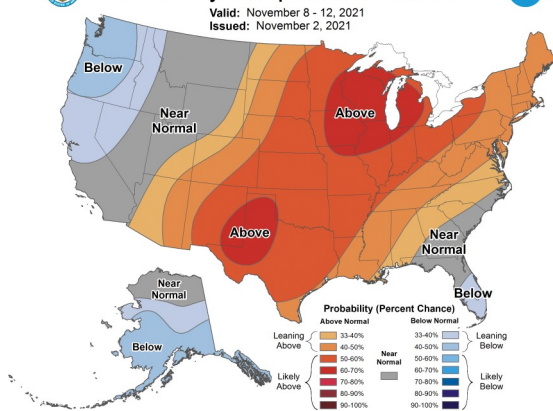 Valid: November 8 - 12, 2021
Issued: November 2, 2021
Below
Near
Normal
Above
Above
Near
Normal
Below
Near
Normal
Below
Probability (Percent Chance)
Above Normal
Below Normal
Leaning
Above
33-40%
40-50%
Likely
Above
50-60%
60-70%
70-80%
80-90%
90-100%
Near
Normal
33-40%
40-50%
Leaning
Below
50-60%
60-70%
70-80%
80-90%
90-100%
Likely
Below